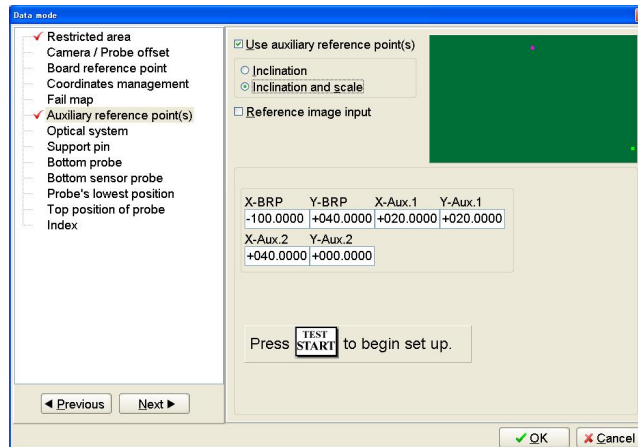 Data mode
Restricted area
Camera / Probe offset
Board reference point
Coordinates management
Fail map
Auxiliary reference point(s)
Optical system
Support pin
Bottom probe
Bottom sensor probe
Probe's lowest position
Top position of probe
Index
Previous Next
Use auxiliary reference point(s)
Inclination
Inclination and scale
Reference image input
X-BRP Y-BRP X-Aux.1 Y-Aux.1
-100.0000 +040.0000 +020.0000 +020.0000
X-Aux.2 Y-Aux.2
+040.0000 +000.0000
Press TEST START to begin set up.
OK Cancel